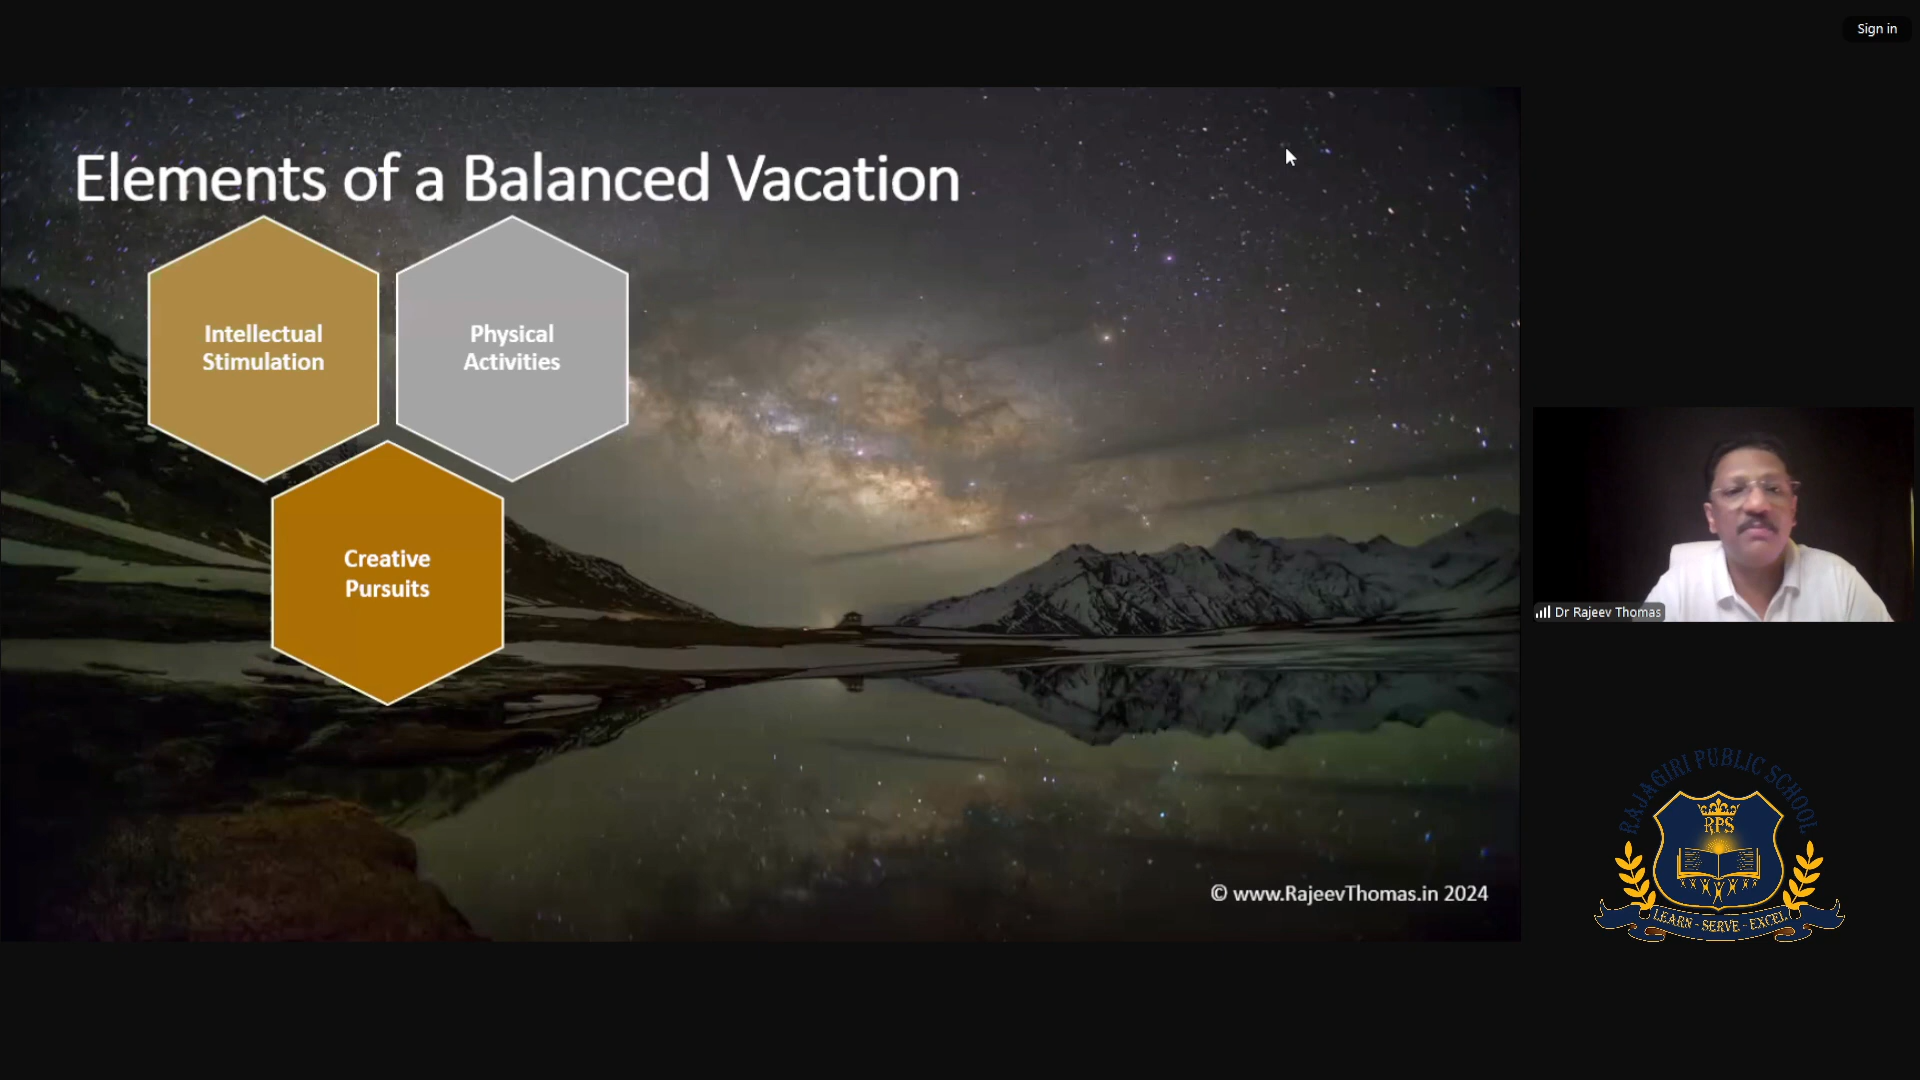 Sign in
Elements of a Balanced Vacation
Intellectual
Stimulation
Physical
Activities
Creative
Pursuits
Dr Rajeev Thomas
© www.RajeevThomas.in 2024
RAJAGIRI PUBLIC SCHOOL
RPS
LEARN - SERVE - EXCEL